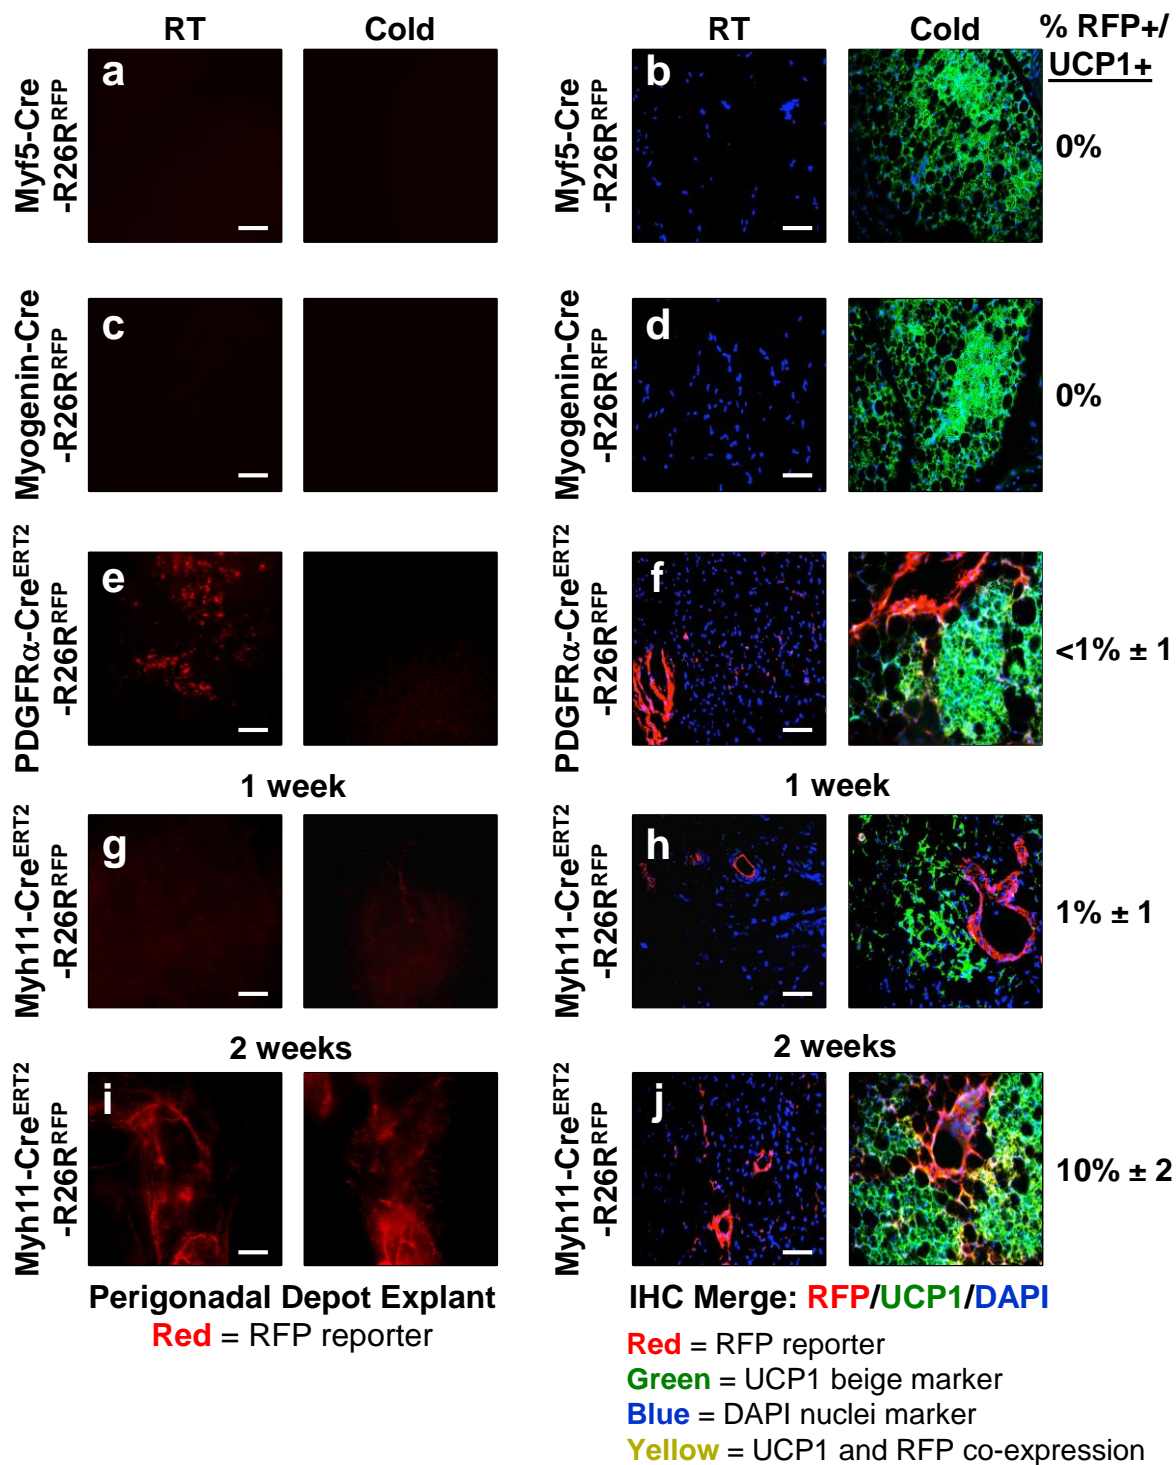 RT Cold RT Cold % RFP+/
UCP1+
Myf5-Cre
-R26RRFP
a
Myf5-Cre
-R26RRFP
b
0%
Myogenin-Cre
-R26RRFP
c
Myogenin-Cre
-R26RRFP
d
0%
PDGFRα-CreERT2
-R26RRFP
e
PDGFRα-CreERT2
-R26RRFP
f
<1% ± 1
1 week 1 week
Myh11-CreERT2
-R26RRFP
g
Myh11-CreERT2
-R26RRFP
h
1% ± 1
2 weeks 2 weeks
Myh11-CreERT2
-R26RRFP
i
Myh11-CreERT2
-R26RRFP
j
10% ± 2
Perigonadal Depot Explant
Red = RFP reporter
IHC Merge: RFP/UCP1/DAPI
Red = RFP reporter
Green = UCP1 beige marker
Blue = DAPI nuclei marker
Yellow = UCP1 and RFP co-expression